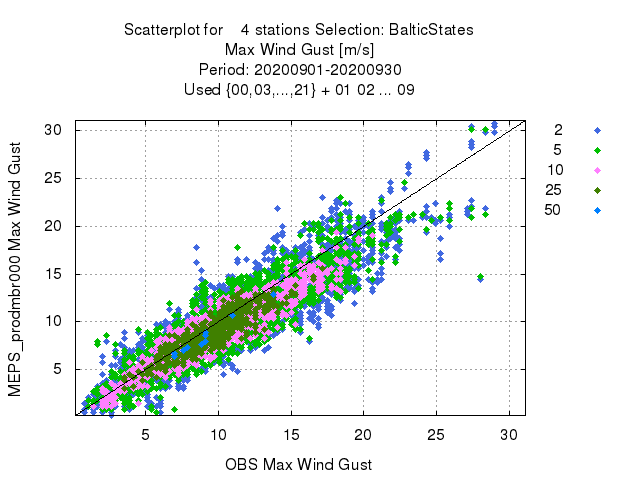 Scatterplot for 4 stations Selection: BalticStates
Max Wind Gust [m/s]
Period: 20200901-20200930
Used {00,03,...,21} + 01 02 ... 09
MEPS_prodmbr000 Max Wind Gust
30
25
20
15
10
5
5 10 15 20 25 30
OBS Max Wind Gust
2
5
10
25
50